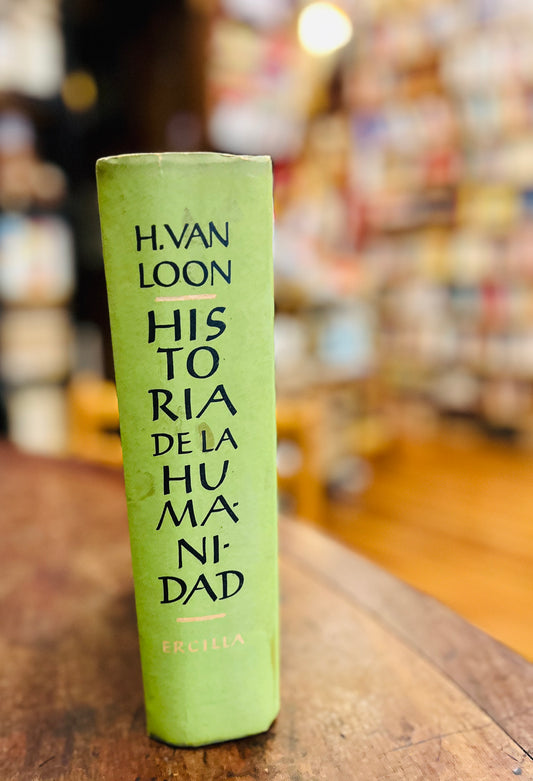 H. VAN
LOON
HIS
TO
RIA
DE LA
HU
MA-
NI-
DAD
ERCILLA